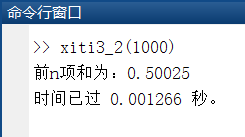 命令行窗口
>> xiti3_2(1000)
前n项和为：0.50025
时间已过 0.001266 秒。